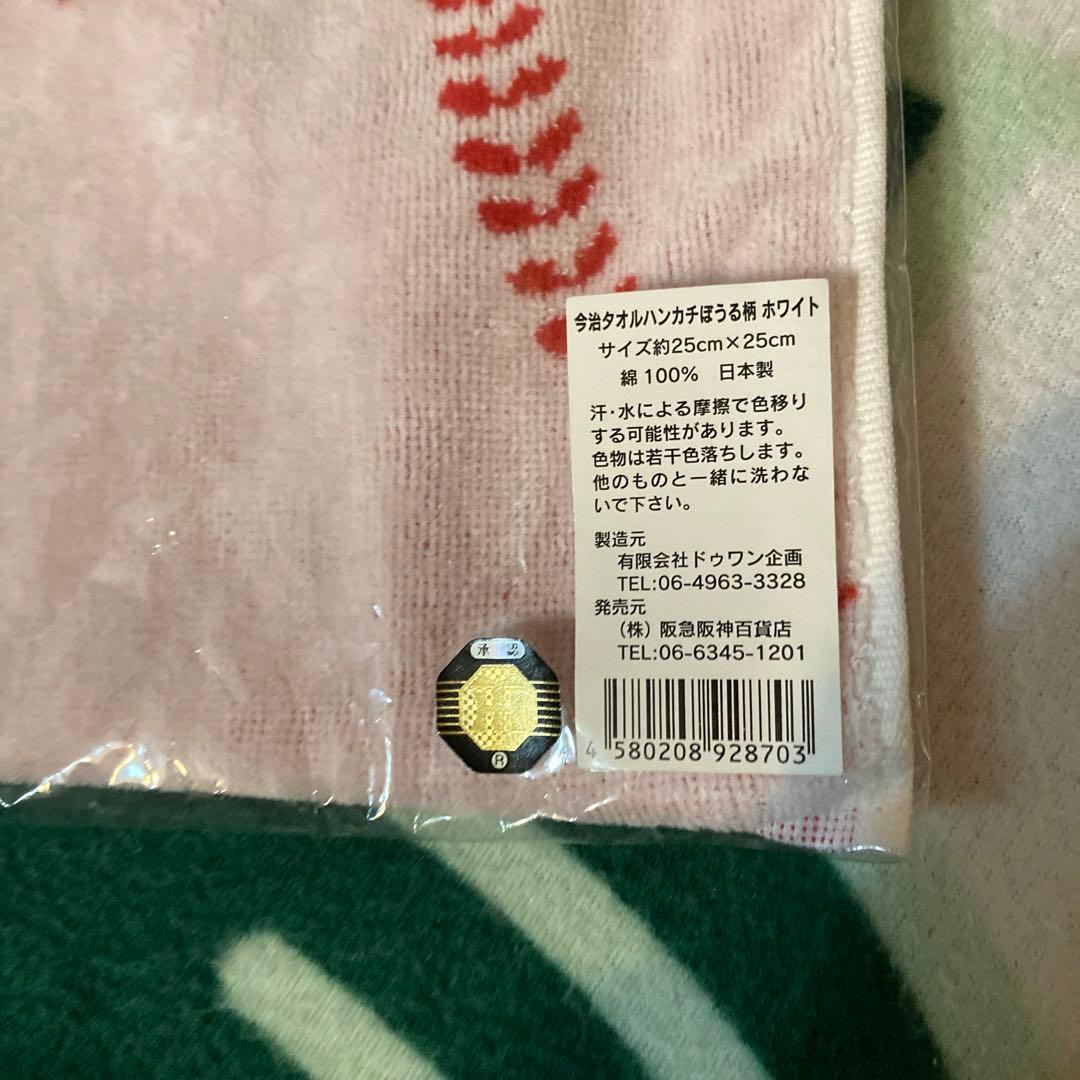 今治タオルハンカチぼうる柄 ホワイト
サイズ約25cm×25cm
綿 100%　日本製
汗・水による摩擦で色移り
する可能性があります。
色物は若干色落ちします。
他のものと一緒に洗わな
いで下さい。
製造元
有限会社ドゥワン企画
TEL:06-4963-3328
発売元
（株）阪急阪神百貨店
TEL:06-6345-1201
4 580208 928703
承認
®